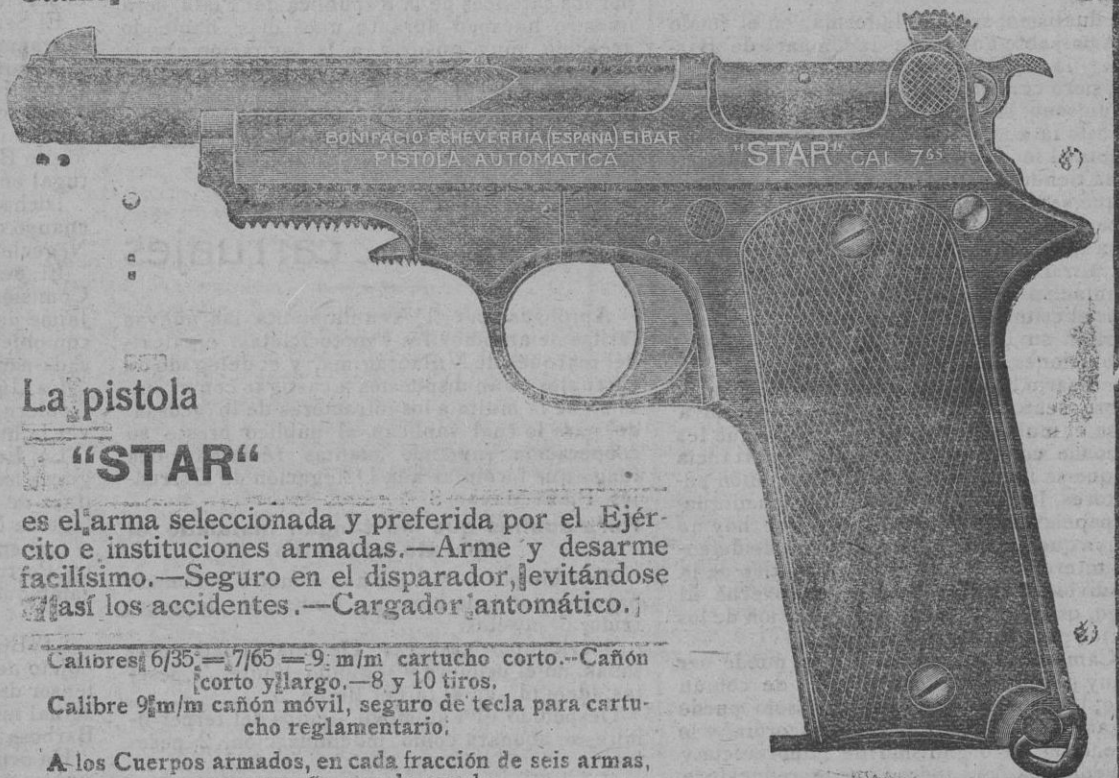 BONIFACIO ECHEVERRIA (ESPAÑA) EIBAR
PISTOLA AUTOMATICA
"STAR" CAL 7 65
La pistola
"STAR"
es el arma seleccionada y preferida por el Ejér-
cito e instituciones armadas.—Arme y desarme
facilísimo.—Seguro en el disparador, evitándose
así los accidentes.—Cargador antomático.
Calibres 6/35 = 7/65 = 9 m/m cartucho corto.--Cañón
corto y largo.—8 y 10 tiros.
Calibre 9 m/m cañón móvil, seguro de tecla para cartu-
cho reglamentario.
A los Cuerpos armados, en cada fracción de seis armas,